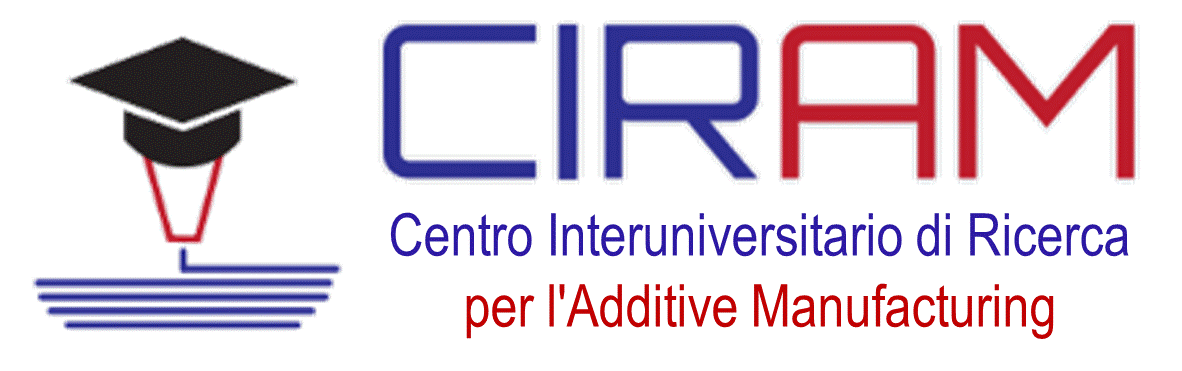 CIRAM
Centro Interuniversitario di Ricerca
per l'Additive Manufacturing